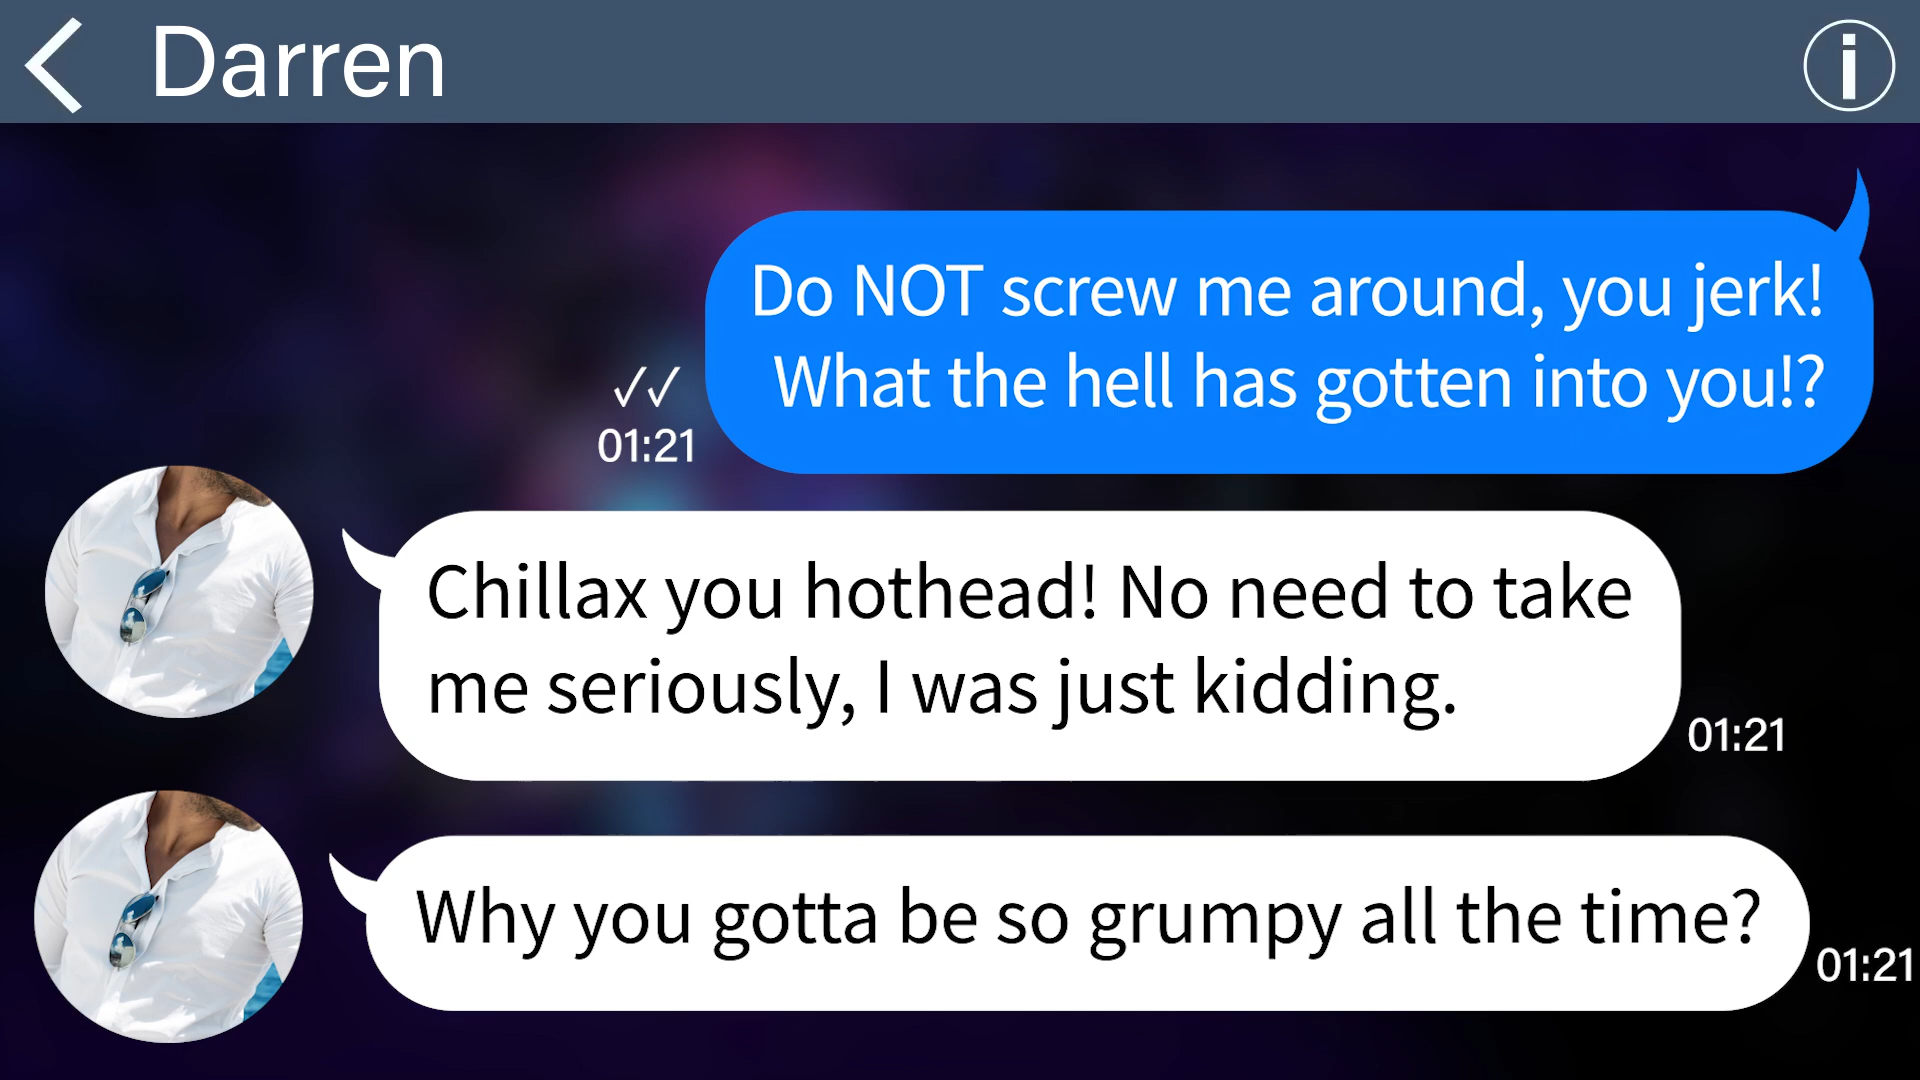 Darren
Do NOT screw me around, you jerk!
What the hell has gotten into you!?
✓✓
01:21
Chillax you hothead! No need to take
me seriously, I was just kidding.
01:21
Why you gotta be so grumpy all the time?
01:21